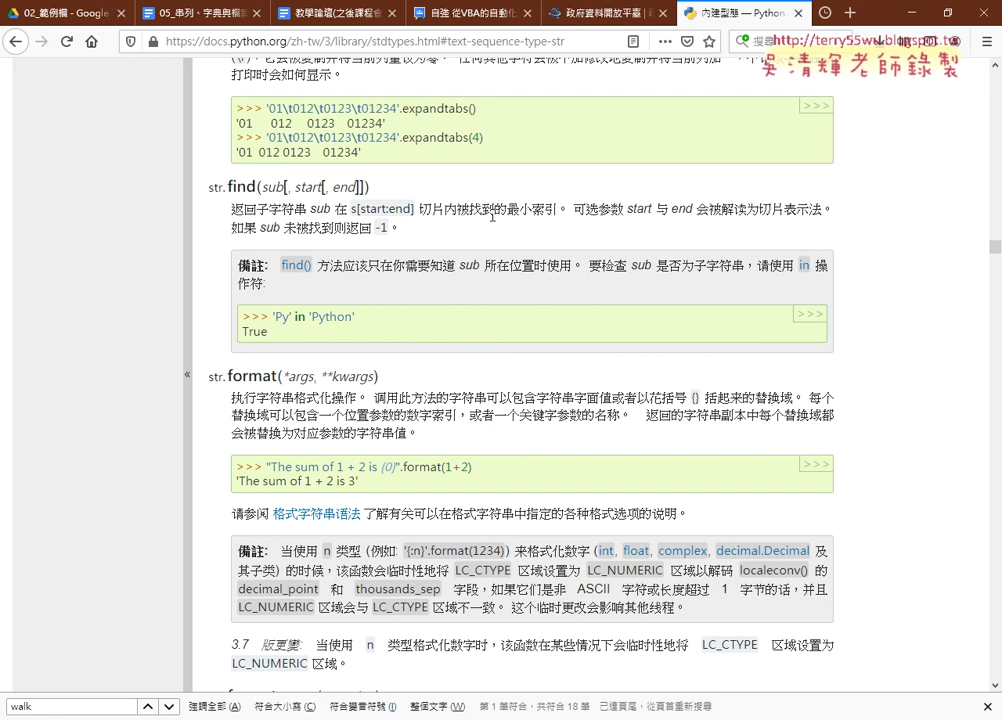 02_範例檔 - Google
05_串列、字典與檔
教學論壇(之後課程會
自強 從VBA的自動化
政府資料開放平臺 |
內建型態 — Python
https://docs.python.org/zh-tw/3/library/stdtypes.html#text-sequence-type-str
http://terry55wu.blogspot.tw
吳清輝老師錄製
打印时会如何显示。
>>> '01\t012\t0123\t01234'.expandtabs()
'01      012     0123    01234'
>>> '01\t012\t0123\t01234'.expandtabs(4)
'01  012 0123    01234'
>>>
str.find(sub[, start[, end]])
返回子字符串 sub 在 s[start:end] 切片内被找到的最小索引。 可选参数 start 与 end 会被解读为切片表示法。
如果 sub 未被找到则返回 -1。
備註： find() 方法应该只在你需要知道 sub 所在位置时使用。 要检查 sub 是否为子字符串，请使用 in 操
作符:
>>> 'Py' in 'Python'
True
>>>
str.format(*args, **kwargs)
执行字符串格式化操作。 调用此方法的字符串可以包含字符串字面值或者以花括号 {} 括起来的替换域。 每个
替换域可以包含一个位置参数的数字索引，或者一个关键字参数的名称。 返回的字符串副本中每个替换域都
会被替换为对应参数的字符串值。
>>> "The sum of 1 + 2 is {0}".format(1+2)
'The sum of 1 + 2 is 3'
>>>
请参阅 格式字符串语法 了解有关可以在格式字符串中指定的各种格式选项的说明。
備註： 当使用 n 类型 (例如: '{:n}'.format(1234)) 来格式化数字 (int, float, complex, decimal.Decimal 及
其子类) 的时候，该函数会临时性地将 LC_CTYPE 区域设置为 LC_NUMERIC 区域以解码 localeconv() 的
decimal_point 和 thousands_sep 字段，如果它们是非 ASCII 字符或长度超过 1 字节的话，并且
LC_NUMERIC 区域会与 LC_CTYPE 区域不一致。 这个临时更改会影响其他线程。
3.7 版更變: 当使用 n 类型格式化数字时，该函数在某些情况下会临时性地将 LC_CTYPE 区域设置为
LC_NUMERIC 区域。
walk
強調全部 (A)
符合大小寫 (C)
符合變音符號 (I)
整個文字 (W)
第 1 筆符合，共符合 18 筆
已達頁尾，從頁首重新搜尋